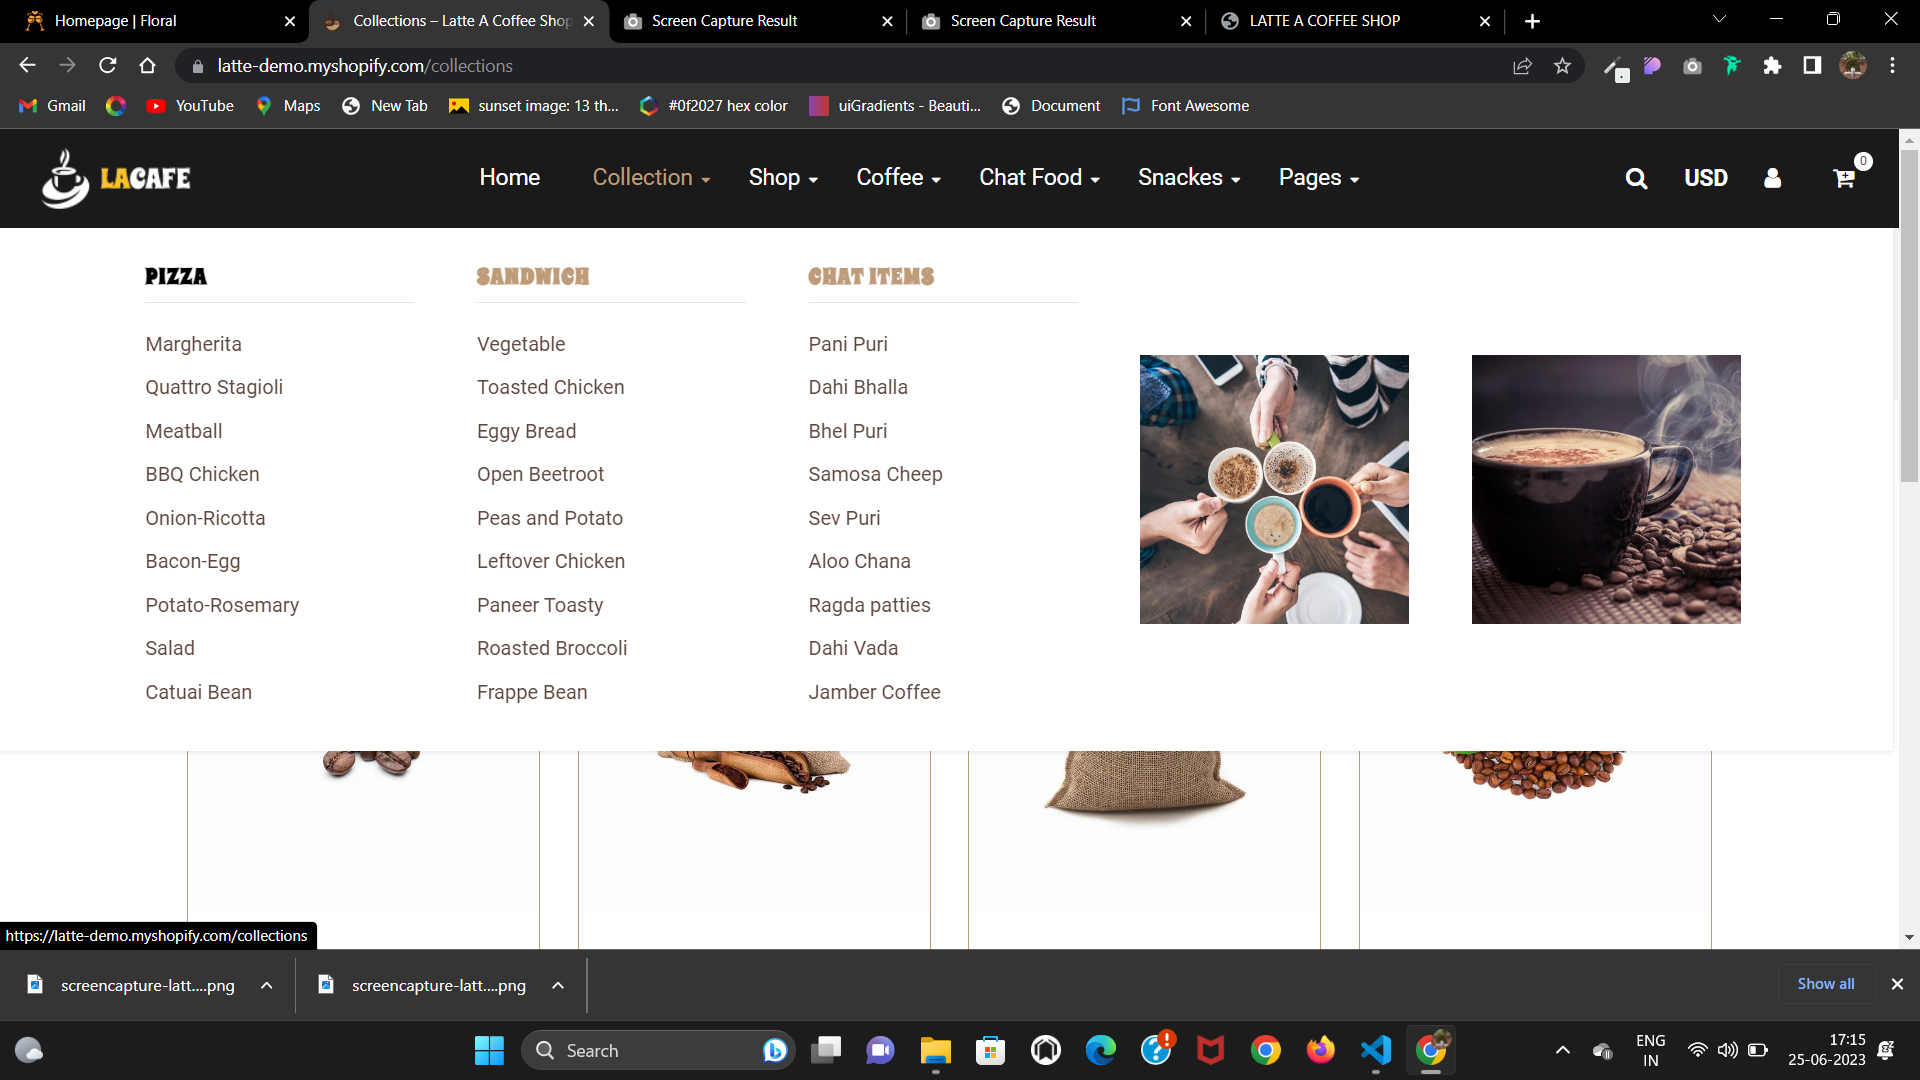 Homepage | Floral
Collections – Latte A Coffee Shop
Screen Capture Result
Screen Capture Result
LATTE A COFFEE SHOP
latte-demo.myshopify.com/collections
Gmail
YouTube
Maps
New Tab
sunset image: 13 th...
#0f2027 hex color
uiGradients - Beauti...
Document
Font Awesome
LACAFE
Home
Collection
Shop
Coffee
Chat Food
Snackes
Pages
USD
0
PIZZA
Margherita
Quattro Stagioli
Meatball
BBQ Chicken
Onion-Ricotta
Bacon-Egg
Potato-Rosemary
Salad
Catuai Bean
SANDWICH
Vegetable
Toasted Chicken
Eggy Bread
Open Beetroot
Peas and Potato
Leftover Chicken
Paneer Toasty
Roasted Broccoli
Frappe Bean
CHAT ITEMS
Pani Puri
Dahi Bhalla
Bhel Puri
Samosa Cheep
Sev Puri
Aloo Chana
Ragda patties
Dahi Vada
Jamber Coffee
https://latte-demo.myshopify.com/collections
screencapture-latt....png
screencapture-latt....png
Show all
Search
ENG
IN
17:15
25-06-2023